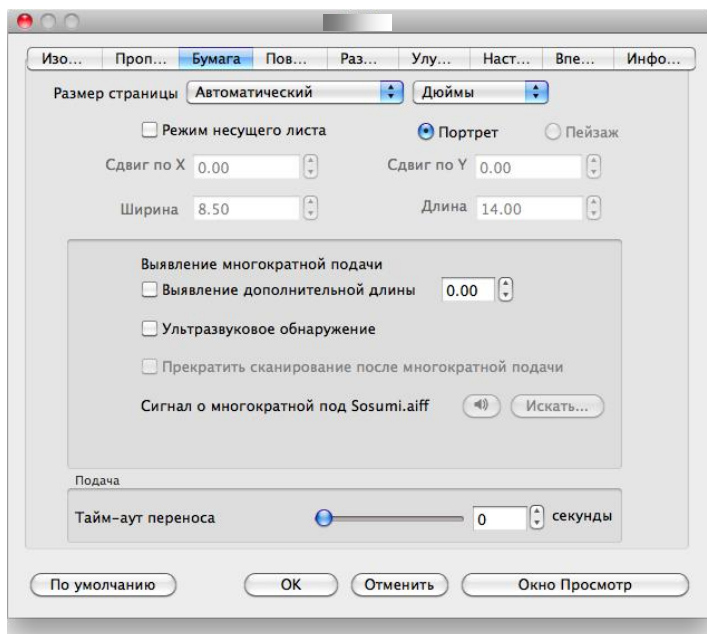 Изо... Проп... Бумага Пов... Раз... Улу... Наст... Впе... Инфо...
Размер страницы Автоматический Дюймы
Режим несущего листа Портрет Пейзаж
Сдвиг по X 0.00 Сдвиг по Y 0.00
Ширина 8.50 Длина 14.00
Выявление многократной подачи
Выявление дополнительной длины 0.00
Ультразвуковое обнаружение
Прекратить сканирование после многократной подачи
Сигнал о многократной под Sosumi.aiff Искать...
Подача
Тайм-аут переноса 0 секунды
По умолчанию OK Отменить Окно Просмотр